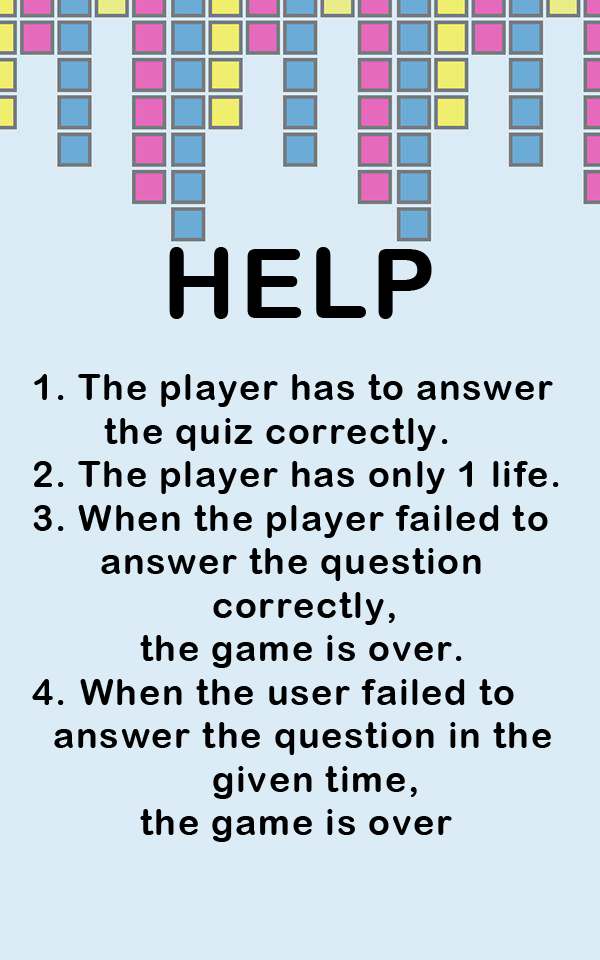 HELP
1. The player has to answer
the quiz correctly.
2. The player has only 1 life.
3. When the player failed to
answer the question
correctly,
the game is over.
4. When the user failed to
answer the question in the
given time,
the game is over